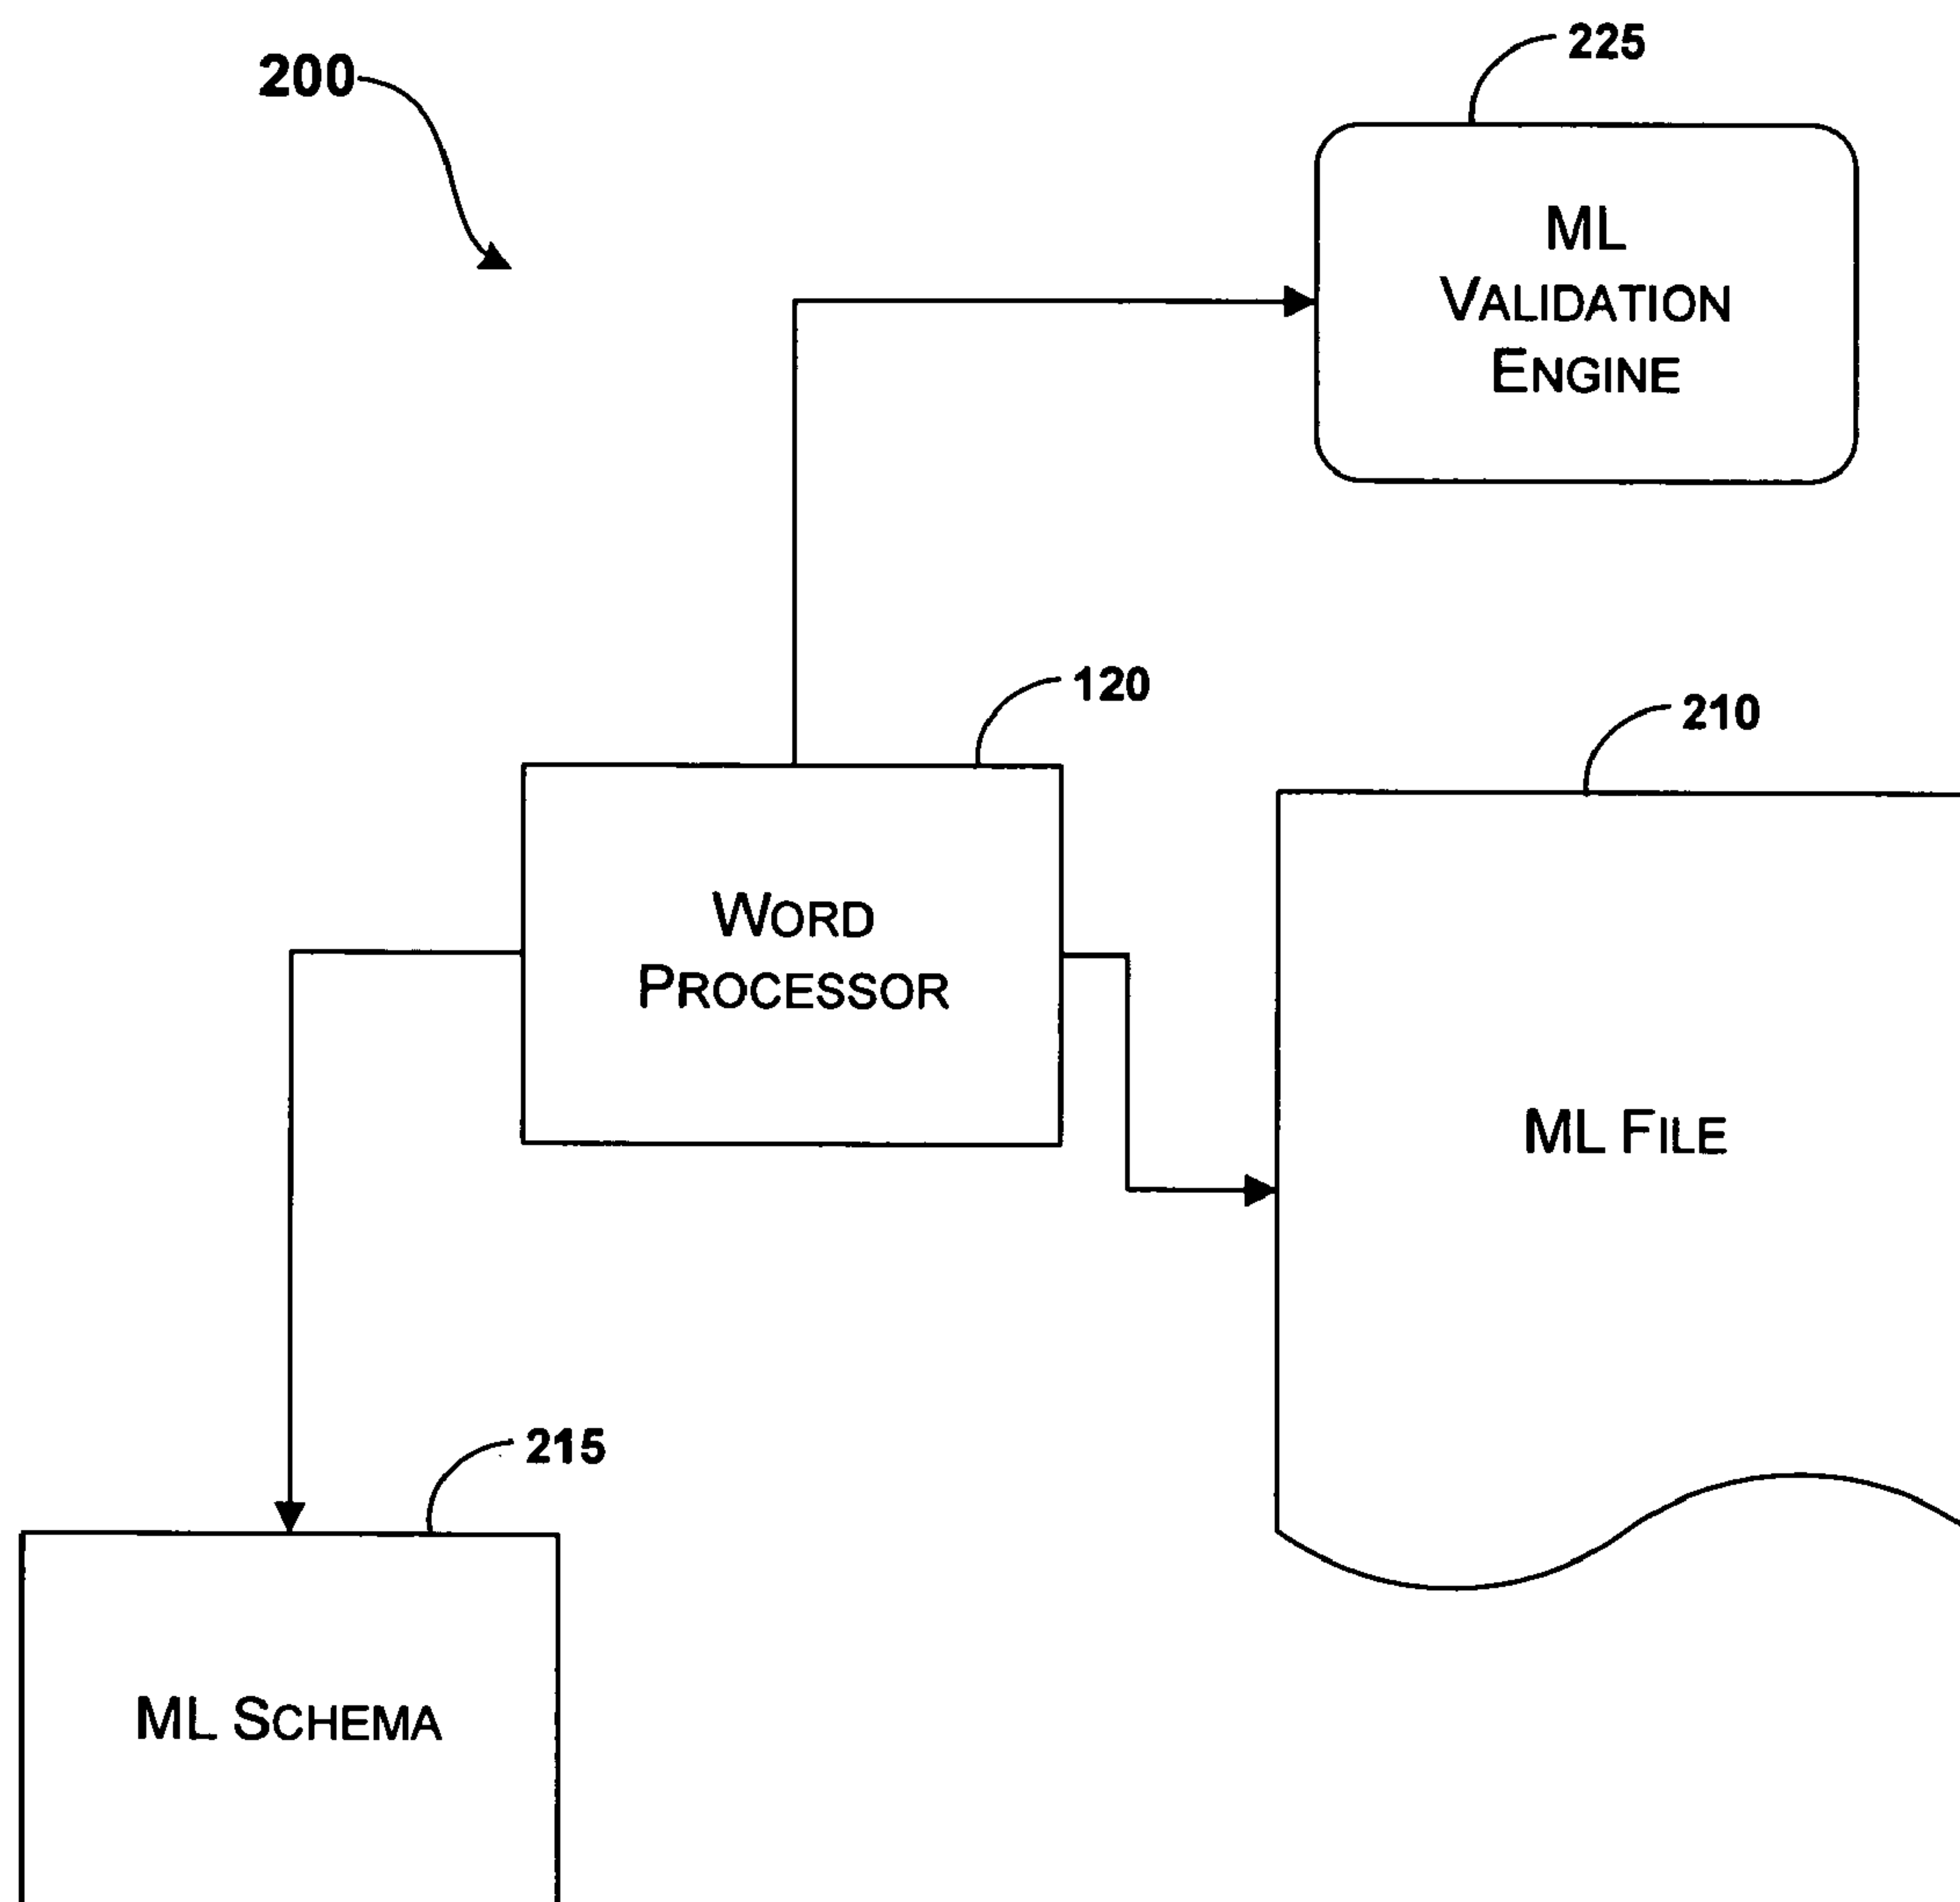 225
200
ML
VALIDATION
ENGINE
120
210
WORD
PROCESSOR
ML FILE
215
ML SCHEMA